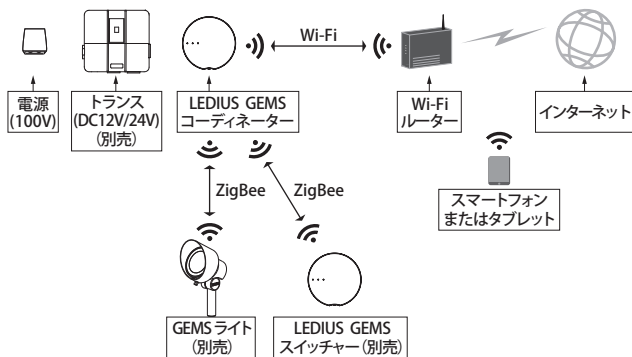 Wi-Fi
電源
(100V)
トランス
(DC12V/24V)
(別売)
LEDIUS GEMS
コーディネーター
Wi-Fi
ルーター
インターネット
ZigBee
ZigBee
スマートフォン
またはタブレット
GEMSライト
(別売)
LEDIUS GEMS
スイッチャー(別売)